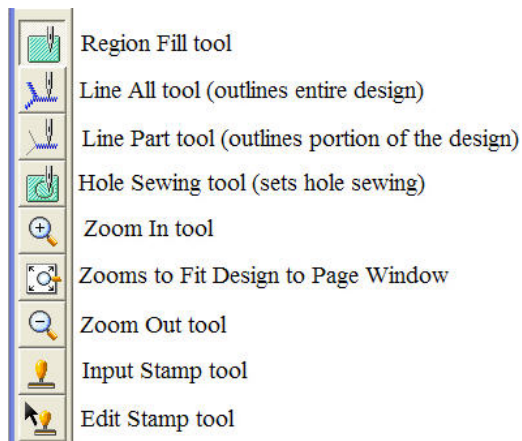 Region Fill tool
Line All tool (outlines entire design)
Line Part tool (outlines portion of the design)
Hole Sewing tool (sets hole sewing)
Zoom In tool
Zooms to Fit Design to Page Window
Zoom Out tool
Input Stamp tool
Edit Stamp tool